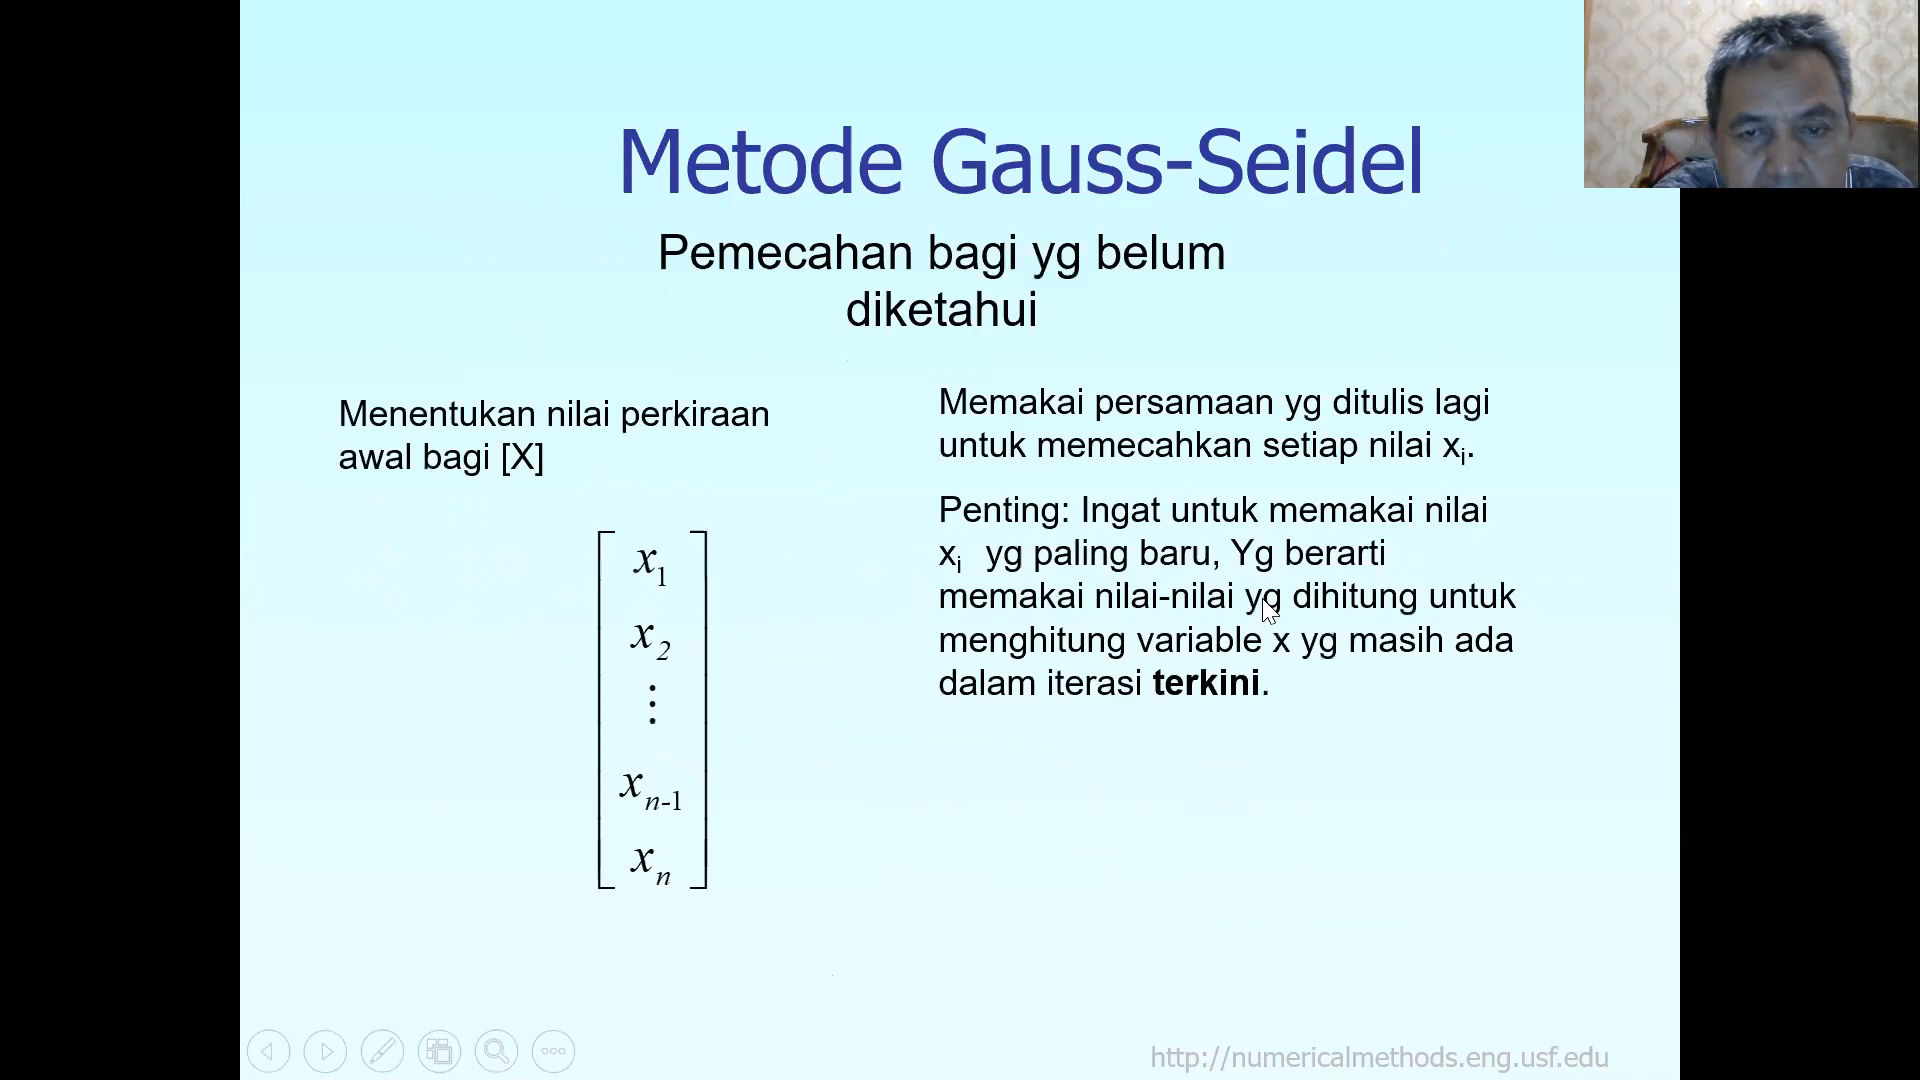 Metode Gauss-Seidel
Pemecahan bagi yg belum
diketahui
Menentukan nilai perkiraan
awal bagi [X]
x1
x2
⋮
xn-1
xn
Memakai persamaan yg ditulis lagi
untuk memecahkan setiap nilai xi.
Penting: Ingat untuk memakai nilai
xi yg paling baru, Yg berarti
memakai nilai-nilai yg dihitung untuk
menghitung variable x yg masih ada
dalam iterasi terkini.
http://numericalmethods.eng.usf.edu